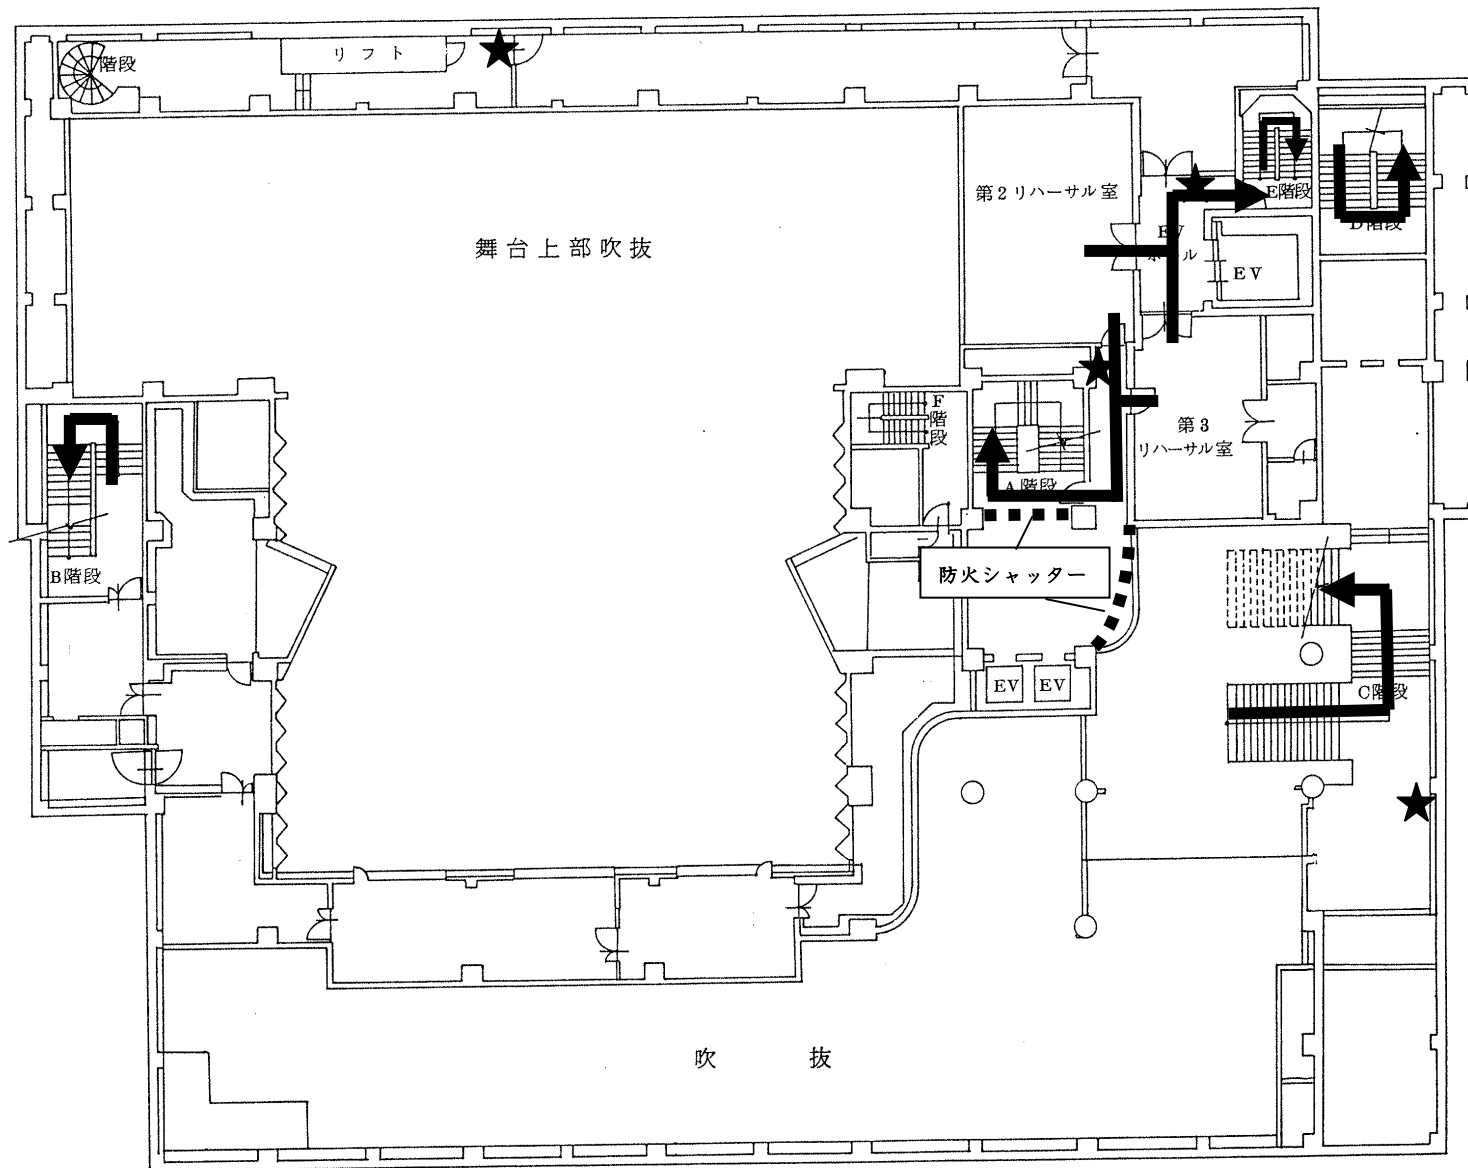 階段
リフト
第2リハーサル室
E階段
D階段
舞台上部吹抜
EV
ホール
EV
F
階
段
第3
リハーサル室
A階段
防火シャッター
B階段
EV
EV
C階段
吹抜